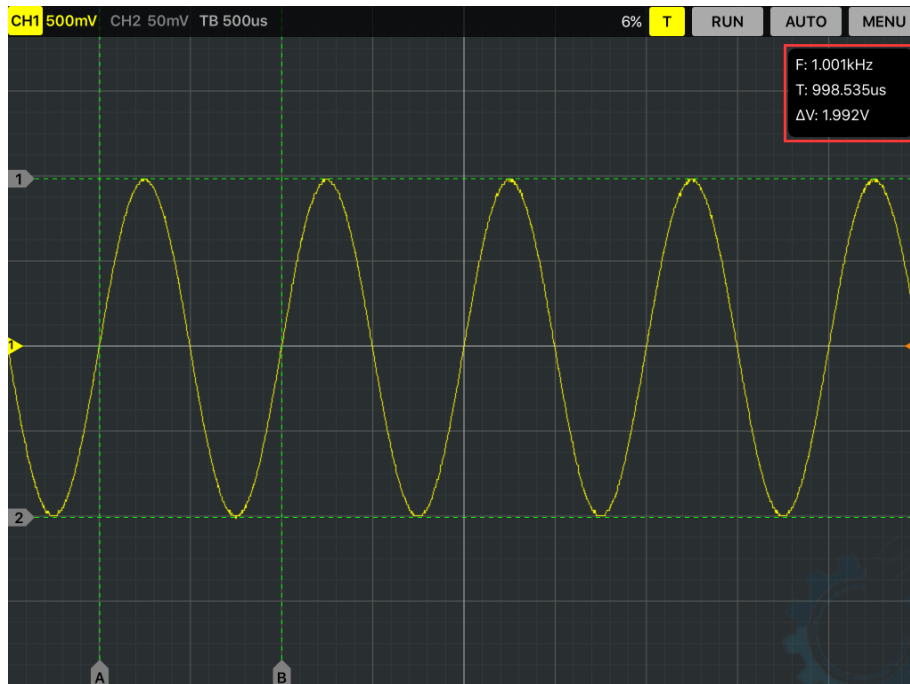 CH1 500mV CH2 50mV TB 500us 6% T RUN AUTO MENU
F: 1.001kHz
T: 998.535us
ΔV: 1.992V
1
1
2
A B